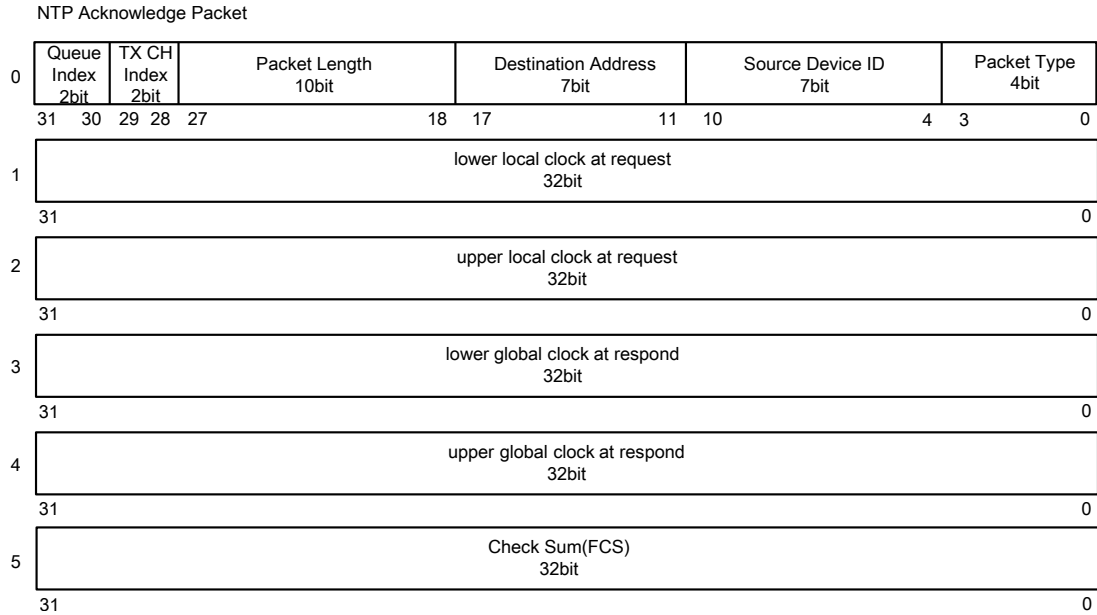 NTP Acknowledge Packet
0
Queue Index 2bit
TX CH Index 2bit
Packet Length 10bit
Destination Address 7bit
Source Device ID 7bit
Packet Type 4bit
31 30 29 28 27 18 17 11 10 4 3 0
1
lower local clock at request
32bit
31 0
2
upper local clock at request
32bit
31 0
3
lower global clock at respond
32bit
31 0
4
upper global clock at respond
32bit
31 0
5
Check Sum(FCS)
32bit
31 0